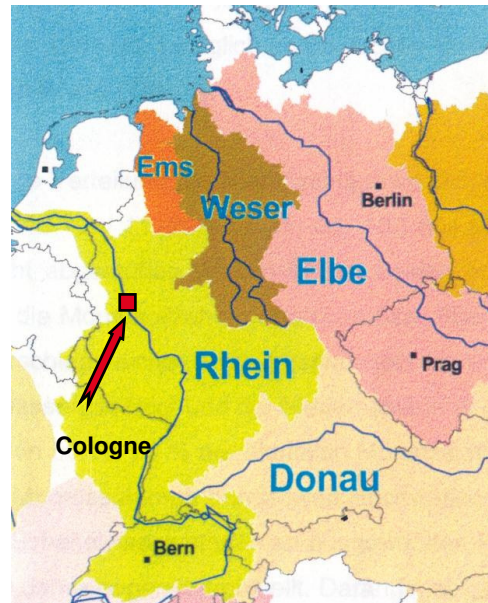 Ems
Weser
Berlin
Elbe
Rhein
Prag
Cologne
Donau
Bern